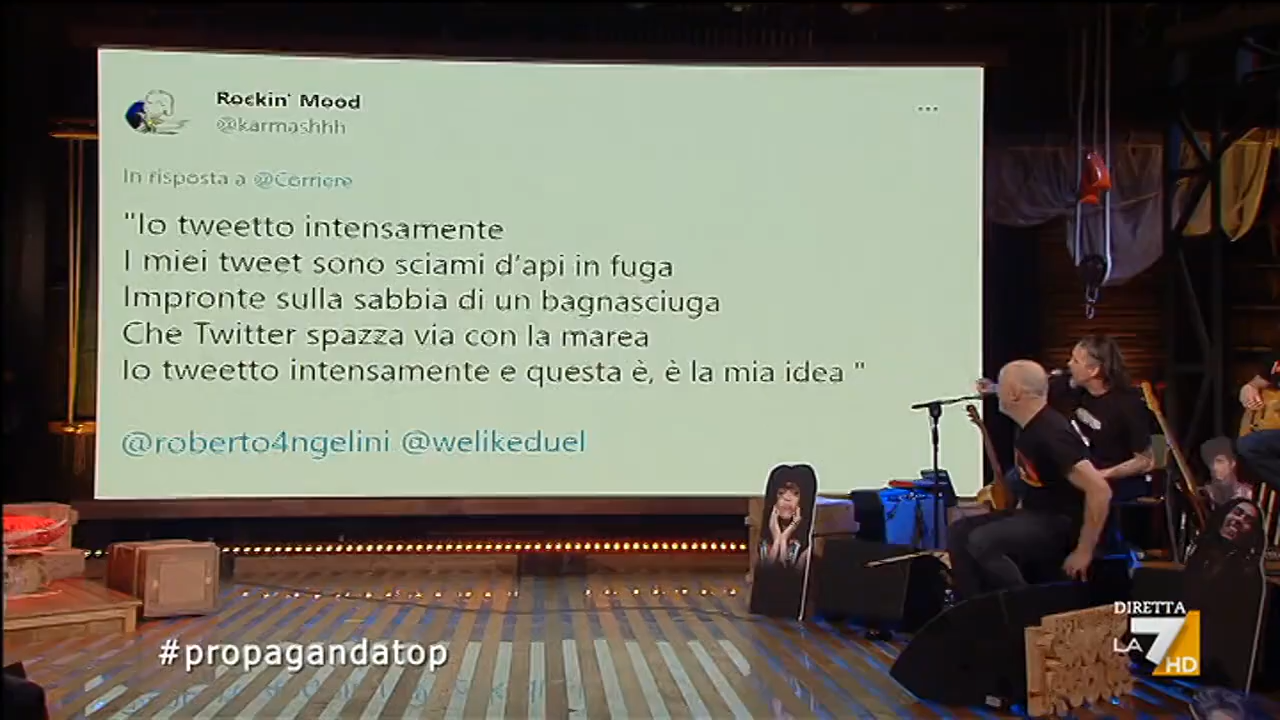 Rockin' Mood
@karmashhh
...
In risposta a @Corriere
"Io tweetto intensamente
I miei tweet sono sciami d'api in fuga
Impronte sulla sabbia di un bagnasciuga
Che Twitter spazza via con la marea
Io tweetto intensamente e questa è, è la mia idea "
@roberto4ngelini @welikeduel
#propagandatop
DIRETTA
LA7
HD